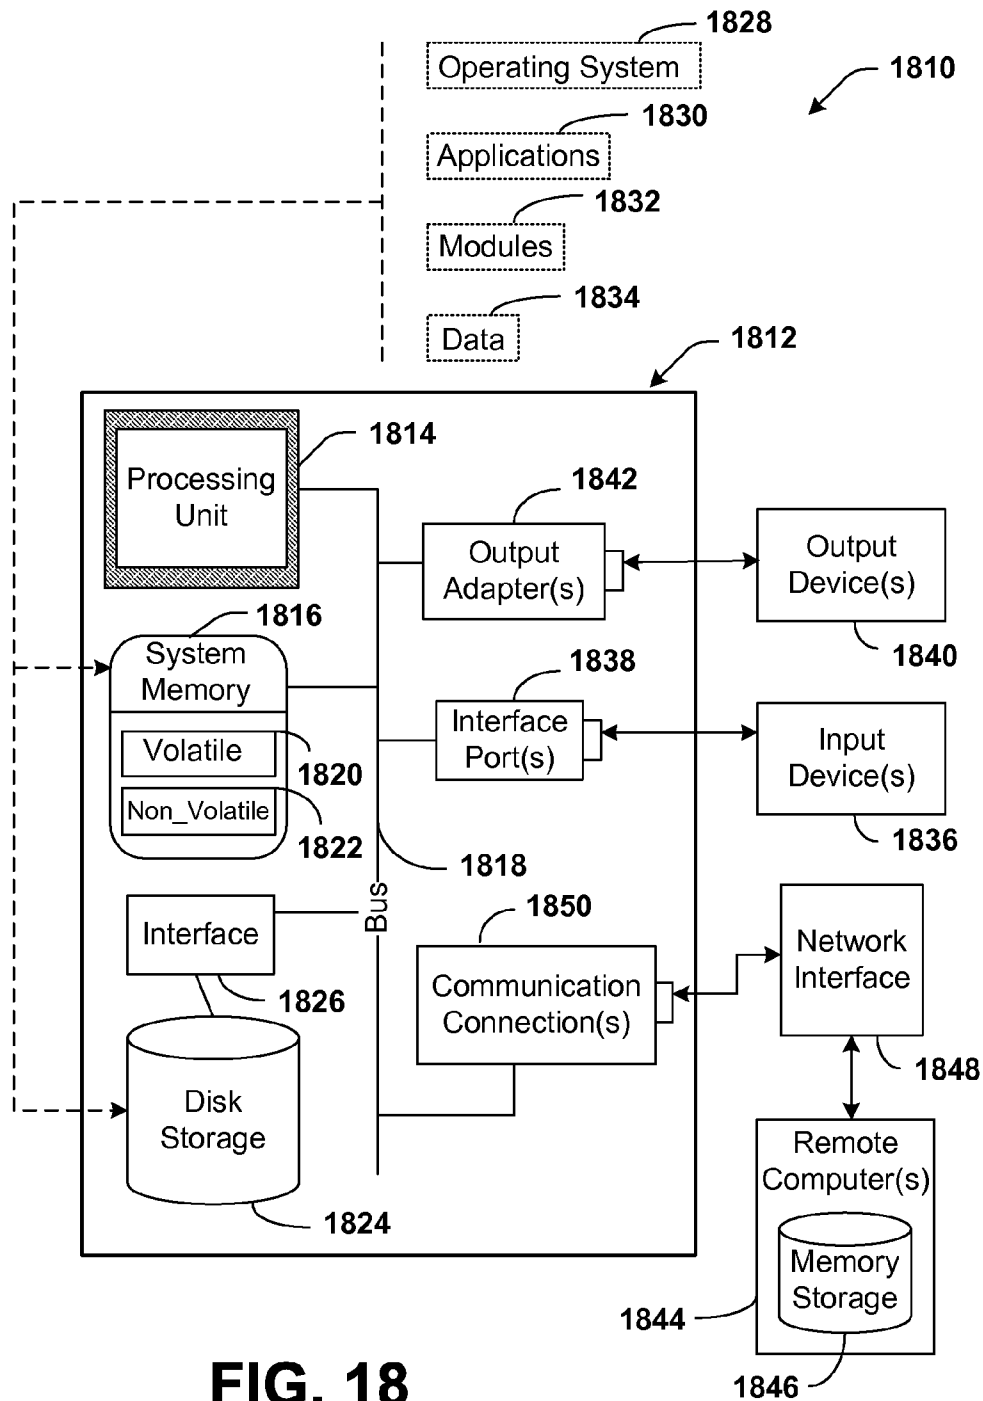 1828
Operating System
1810
1830
Applications
1832
Modules
1834
Data
1812
1814
Processing
Unit
1842
Output
Adapter(s)
Output
Device(s)
1840
1816
System
Memory
1838
Interface
Port(s)
Input
Device(s)
1836
Volatile
1820
Non_Volatile
1822
1818
Bus
1850
Interface
1826
Communication
Connection(s)
Network
Interface
1848
Disk
Storage
1824
Remote
Computer(s)
Memory
Storage
1844
1846
FIG. 18